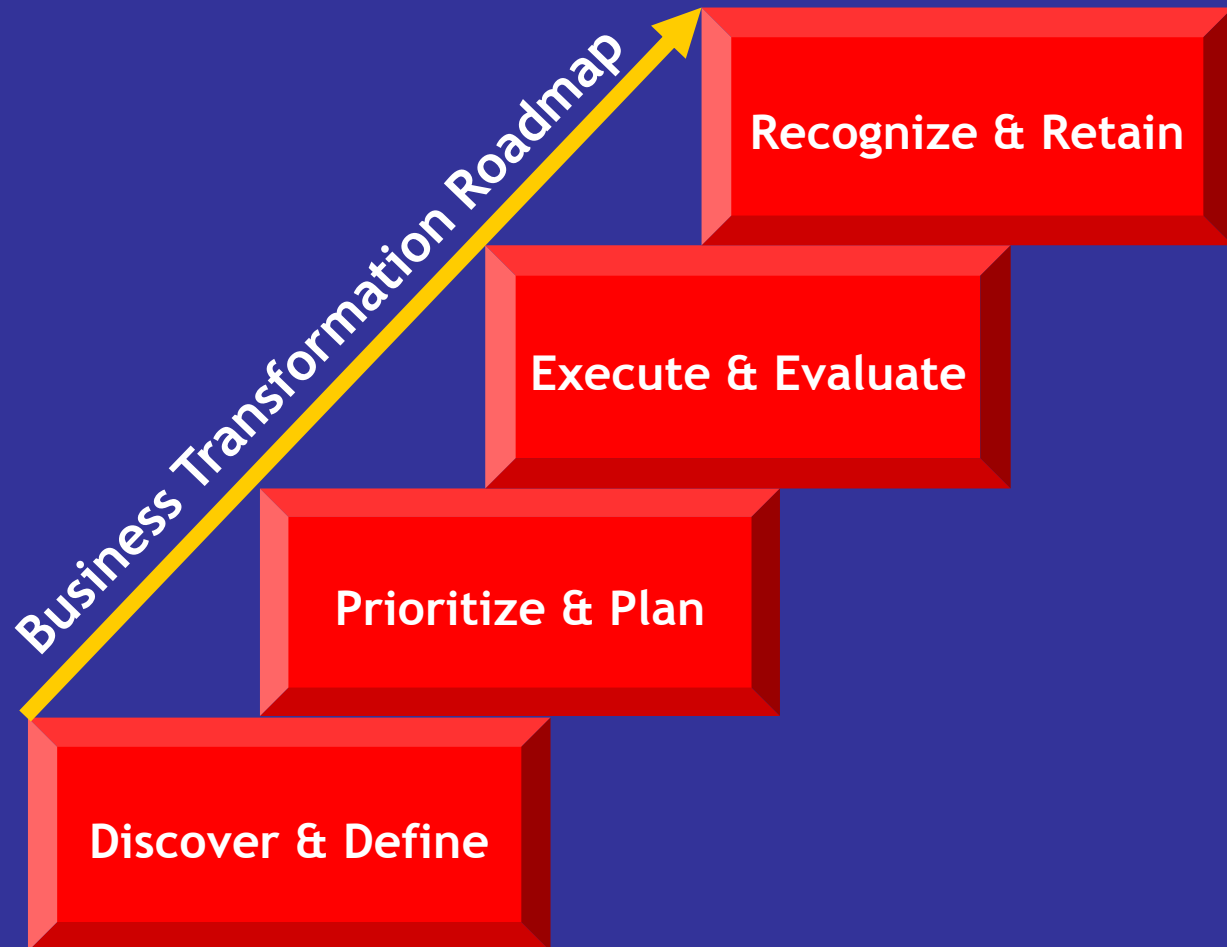 Business Transformation Roadmap
Recognize & Retain
Execute & Evaluate
Prioritize & Plan
Discover & Define